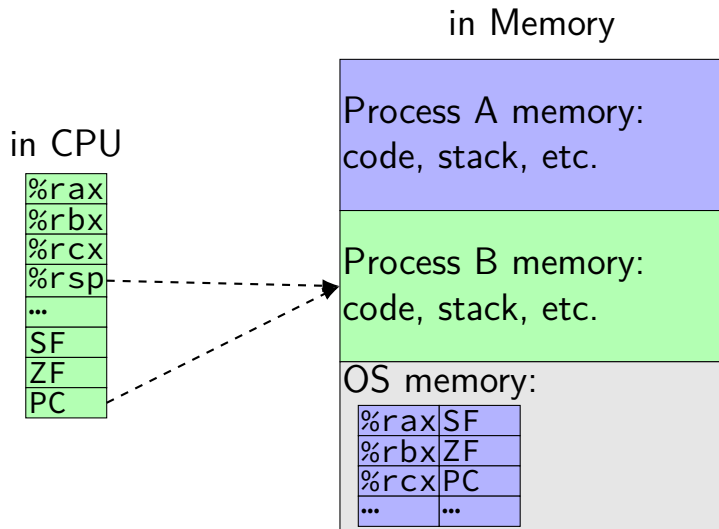 in Memory
Process A memory:
code, stack, etc.
in CPU
%rax
%rbx
%rcx
%rsp
…
SF
ZF
PC
Process B memory:
code, stack, etc.
OS memory:
%rax SF
%rbx ZF
%rcx PC
… …